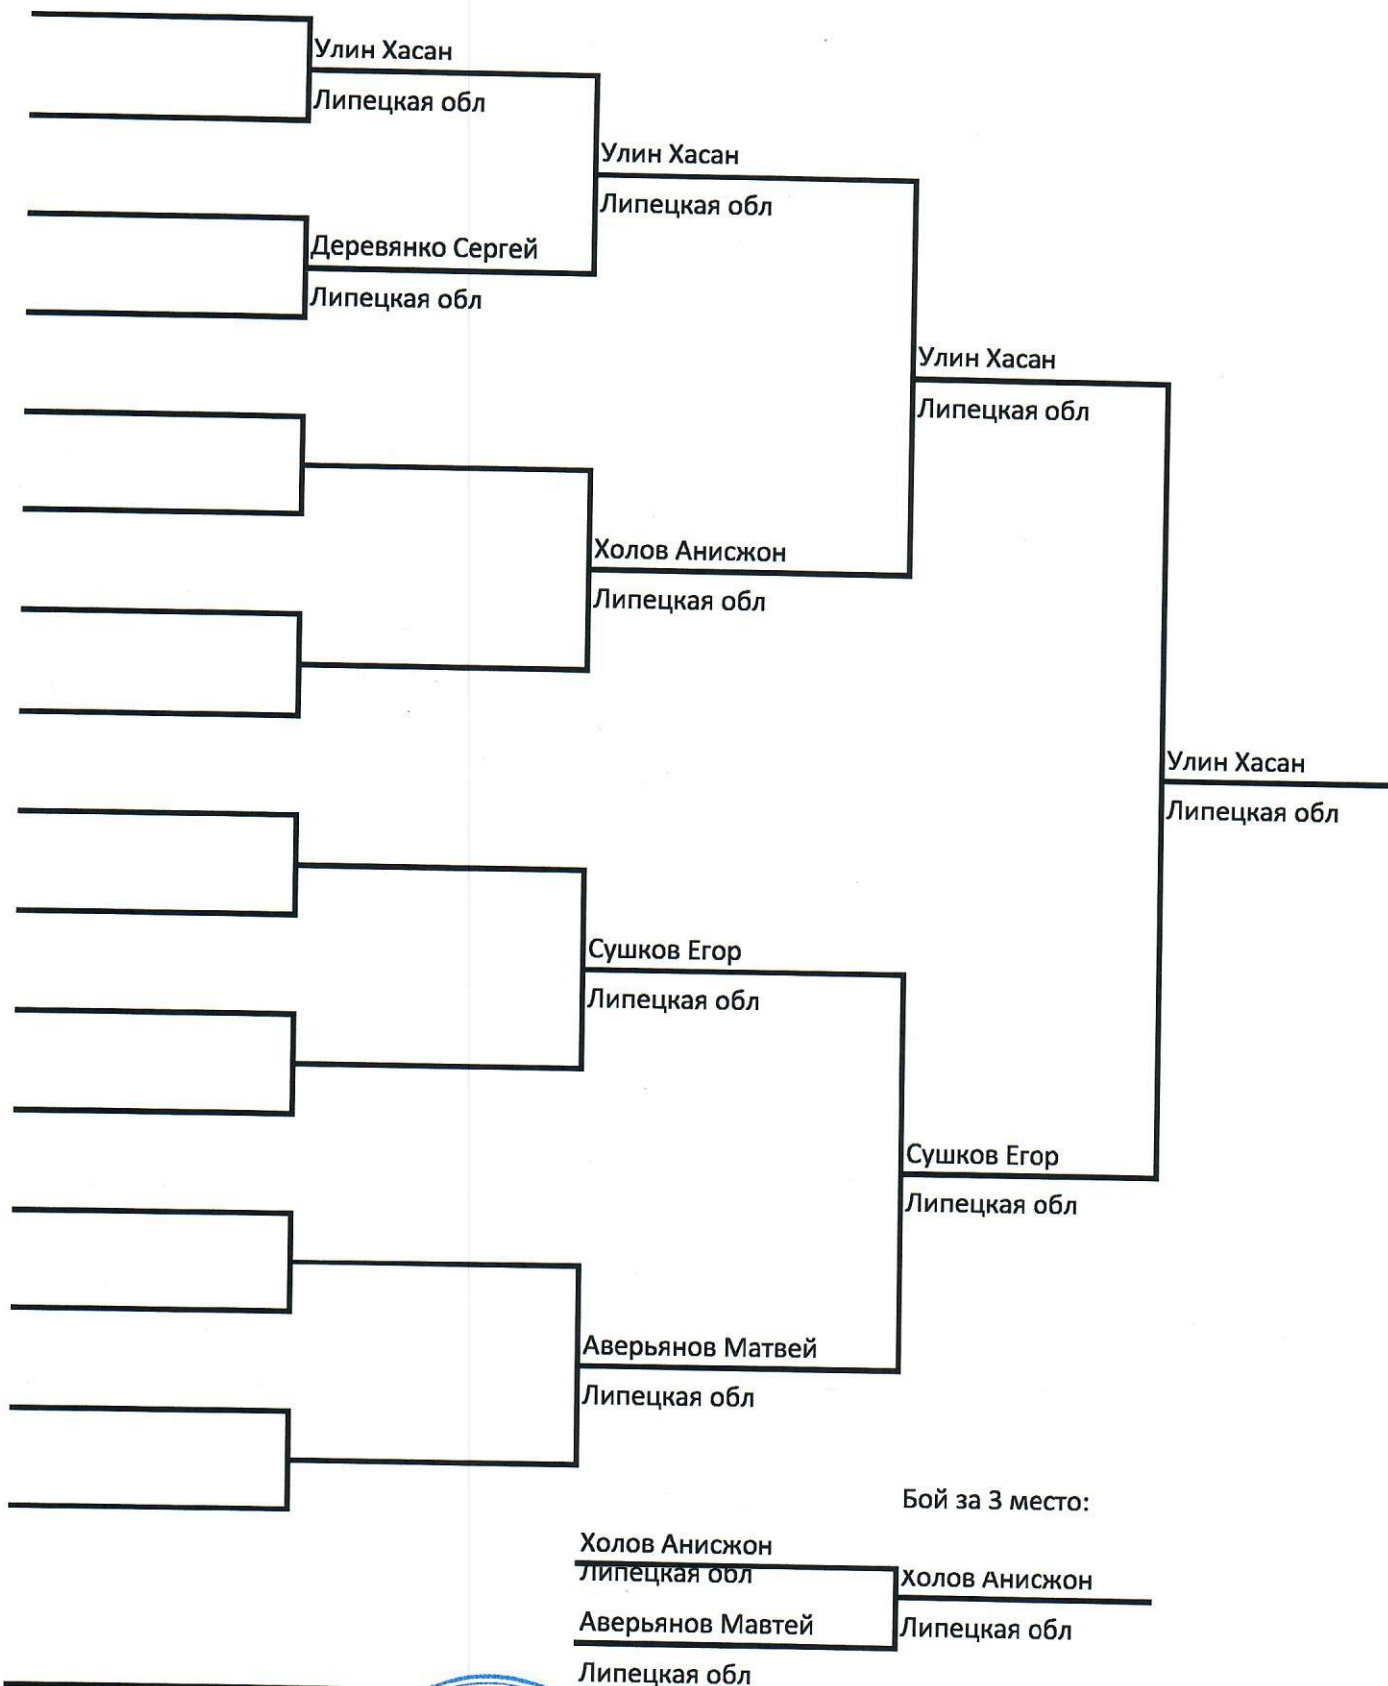 Улин Хасан
Липецкая обл
Улин Хасан
Липецкая обл
Деревянко Сергей
Липецкая обл
Улин Хасан
Липецкая обл
Холов Анисжон
Липецкая обл
Улин Хасан
Липецкая обл
Сушков Егор
Липецкая обл
Сушков Егор
Липецкая обл
Аверьянов Матвей
Липецкая обл
Бой за 3 место:
Холов Анисжон
Липецкая обл
Холов Анисжон
Аверьянов Мавтей
Липецкая обл
Липецкая обл